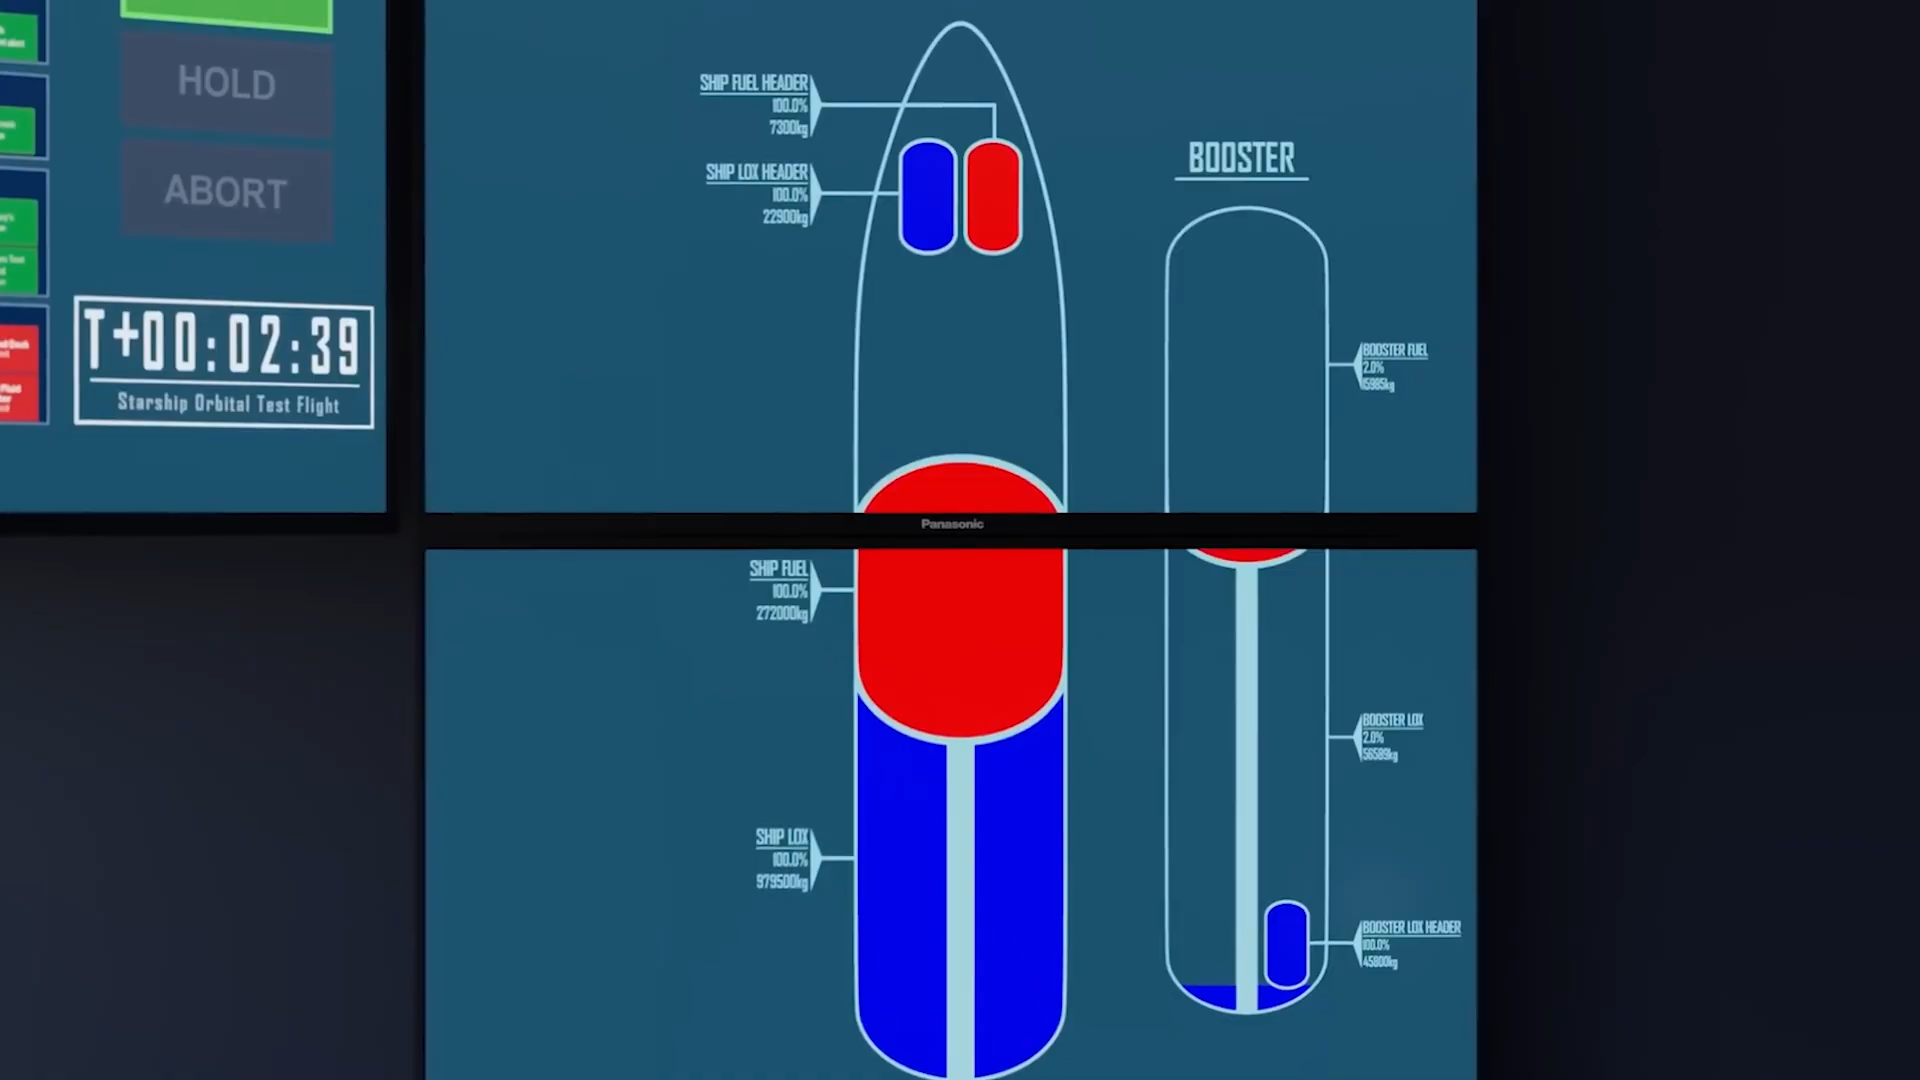 HOLD
ABORT
T+00:02:39
Starship Orbital Test Flight
SHIP FUEL HEADER
100.0%
7300kg
SHIP LOX HEADER
100.0%
22900kg
BOOSTER
BOOSTER FUEL
2.0%
15985kg
Panasonic
SHIP FUEL
100.0%
272000kg
BOOSTER LOX
2.0%
56589kg
SHIP LOX
100.0%
979500kg
BOOSTER LOX HEADER
100.0%
45800kg